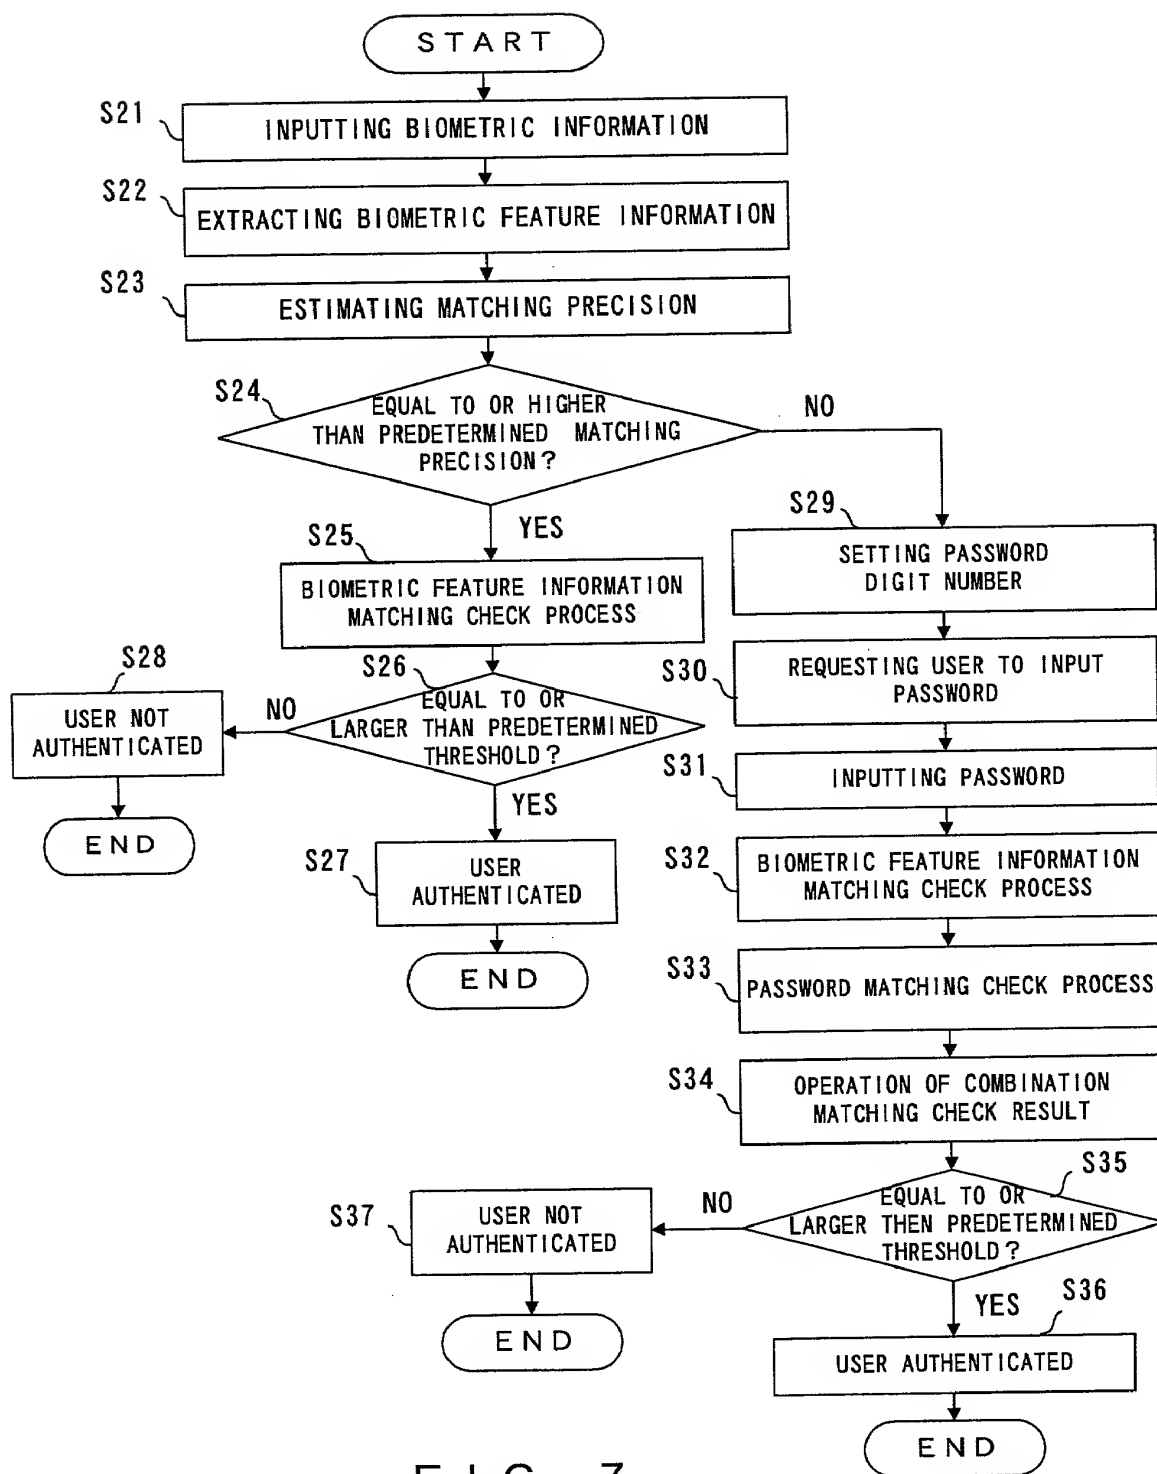 START
S21
INPUTTING BIOMETRIC INFORMATION
S22
EXTRACTING BIOMETRIC FEATURE INFORMATION
S23
ESTIMATING MATCHING PRECISION
S24
EQUAL TO OR HIGHER
THAN PREDETERMINED MATCHING
PRECISION?
NO
YES
S25
BIOMETRIC FEATURE INFORMATION
MATCHING CHECK PROCESS
S26
EQUAL TO OR
LARGER THAN PREDETERMINED
THRESHOLD?
NO
S28
USER NOT
AUTHENTICATED
END
YES
S27
USER
AUTHENTICATED
END
S29
SETTING PASSWORD
DIGIT NUMBER
S30
REQUESTING USER TO INPUT
PASSWORD
S31
INPUTTING PASSWORD
S32
BIOMETRIC FEATURE INFORMATION
MATCHING CHECK PROCESS
S33
PASSWORD MATCHING CHECK PROCESS
S34
OPERATION OF COMBINATION
MATCHING CHECK RESULT
S35
EQUAL TO OR
LARGER THEN PREDETERMINED
THRESHOLD?
NO
S37
USER NOT
AUTHENTICATED
END
YES
S36
USER AUTHENTICATED
END